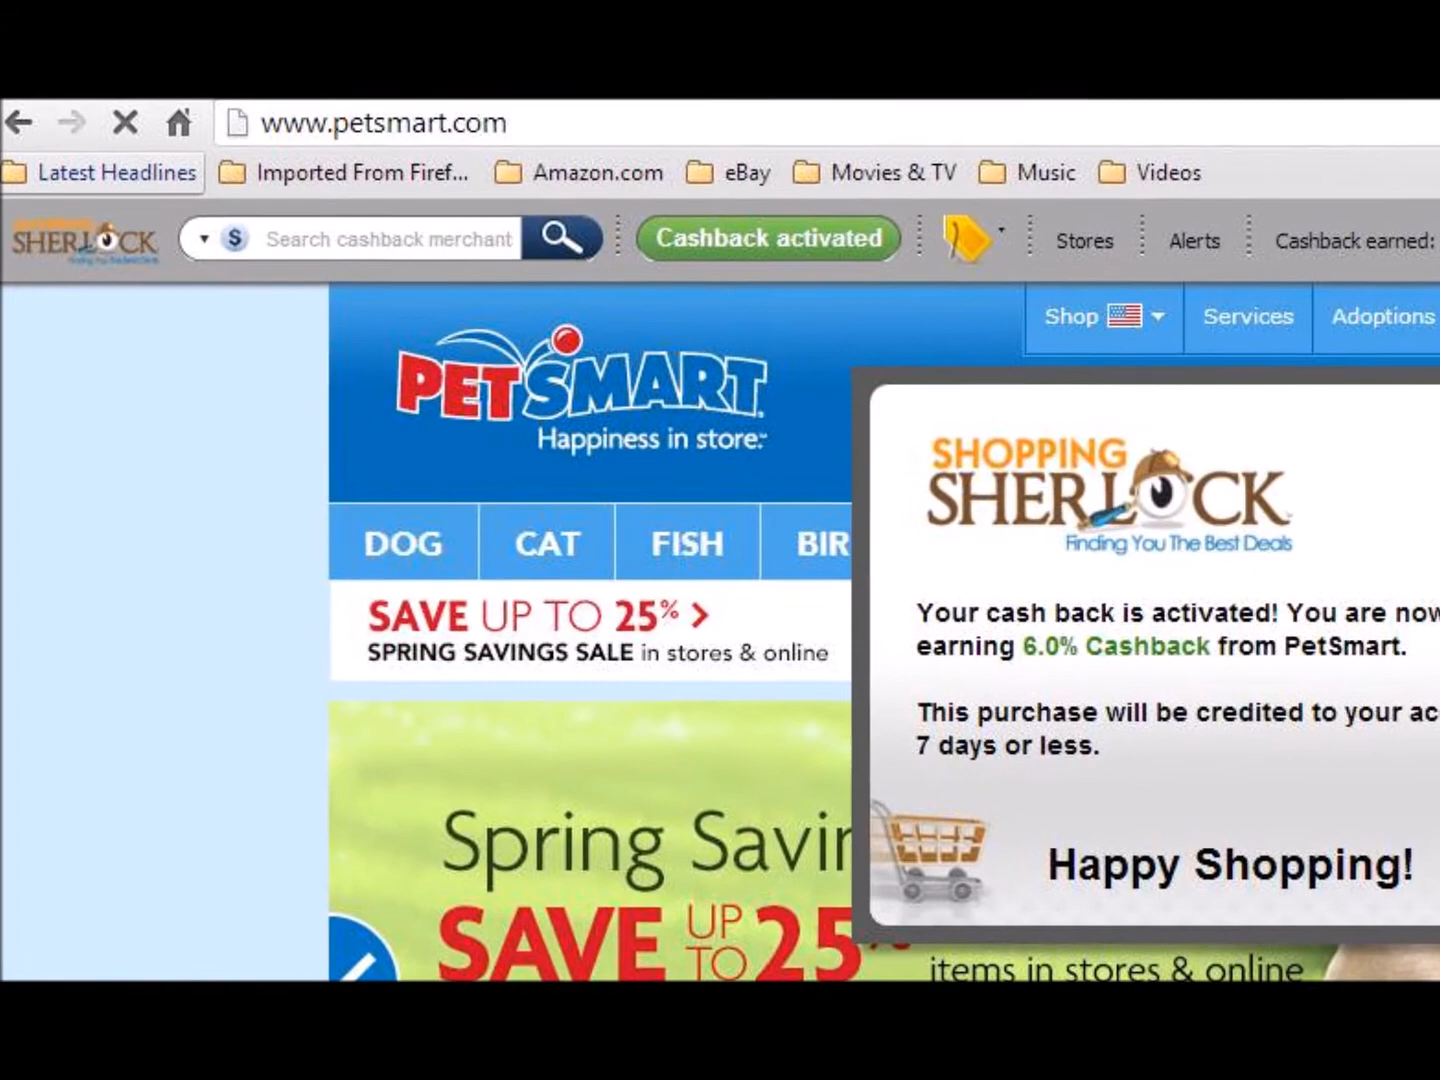 www.petsmart.com
Latest Headlines Imported From Firef... Amazon.com eBay Movies & TV Music Videos
SHERLOCK $ Search cashback merchant Cashback activated Stores Alerts Cashback earned:
Shop Services Adoptions
PETSMART
Happiness in store.
DOG CAT FISH BIR
SAVE UP TO 25% >
SPRING SAVINGS SALE in stores & online
SHOPPING
SHERLOCK
Finding You The Best Deals
Your cash back is activated! You are now
earning 6.0% Cashback from PetSmart.
This purchase will be credited to your ac
7 days or less.
Happy Shopping!
Spring Savin
SAVE UP TO 25%
items in stores & online